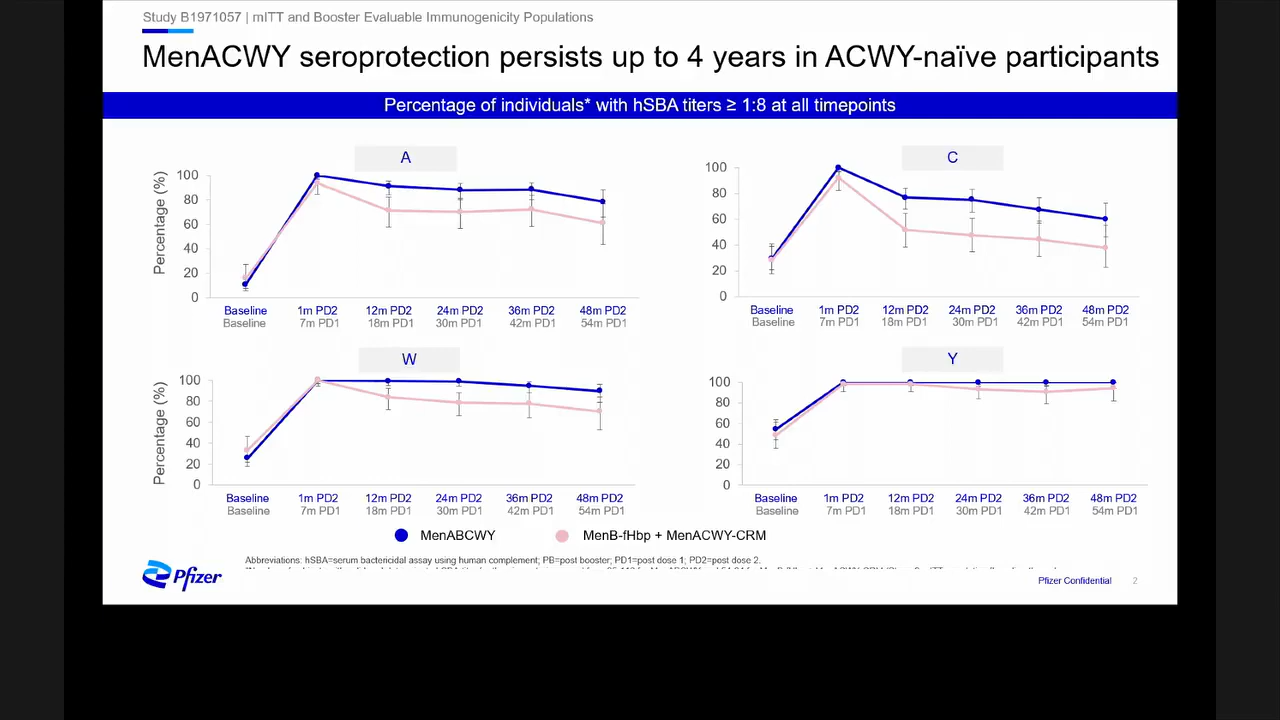 Study B1971057 | mITT and Booster Evaluable Immunogenicity Populations
MenACWY seroprotection persists up to 4 years in ACWY-naïve participants
Percentage of individuals* with hSBA titers ≥ 1:8 at all timepoints
A
Percentage (%)
100
80
60
40
20
0
Baseline 1m PD2 12m PD2 24m PD2 36m PD2 48m PD2
Baseline 7m PD1 18m PD1 30m PD1 42m PD1 54m PD1
C
100
80
60
40
20
0
Baseline 1m PD2 12m PD2 24m PD2 36m PD2 48m PD2
Baseline 7m PD1 18m PD1 30m PD1 42m PD1 54m PD1
W
Percentage (%)
100
80
60
40
20
0
Baseline 1m PD2 12m PD2 24m PD2 36m PD2 48m PD2
Baseline 7m PD1 18m PD1 30m PD1 42m PD1 54m PD1
Y
100
80
60
40
20
0
Baseline 1m PD2 12m PD2 24m PD2 36m PD2 48m PD2
Baseline 7m PD1 18m PD1 30m PD1 42m PD1 54m PD1
MenABCWY MenB-fHbp + MenACWY-CRM
Abbreviations: hSBA=serum bactericidal assay using human complement; PB=post booster; PD1=post dose 1; PD2=post dose 2.
Pfizer
Pfizer Confidential 2